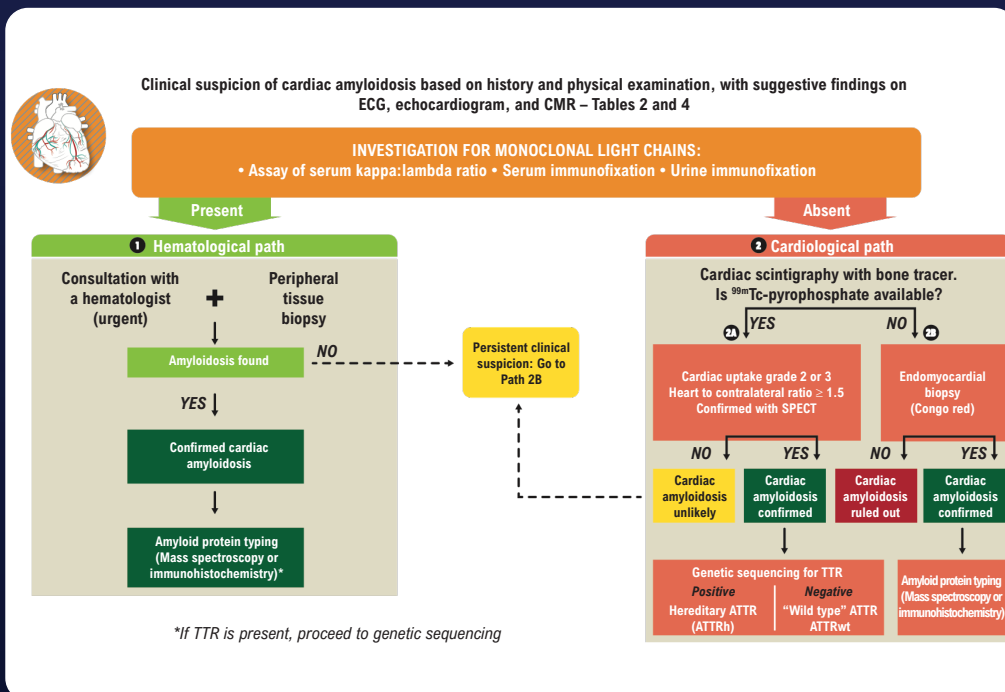 Clinical suspicion of cardiac amyloidosis based on history and physical examination, with suggestive findings on
ECG, echocardiogram, and CMR – Tables 2 and 4
INVESTIGATION FOR MONOCLONAL LIGHT CHAINS:
• Assay of serum kappa:lambda ratio • Serum immunofixation • Urine immunofixation
Present
Absent
1 Hematological path
Consultation with
a hematologist
(urgent)
+
Peripheral
tissue
biopsy
Amyloidosis found
NO
YES
Confirmed cardiac
amyloidosis
Amyloid protein typing
(Mass spectroscopy or
immunohistochemistry)*
*If TTR is present, proceed to genetic sequencing
Persistent clinical
suspicion: Go to
Path 2B
2 Cardiological path
Cardiac scintigraphy with bone tracer.
Is 99mTc-pyrophosphate available?
2A YES
NO 2B
Cardiac uptake grade 2 or 3
Heart to contralateral ratio ≥ 1.5
Confirmed with SPECT
Endomyocardial
biopsy
(Congo red)
NO
YES
NO
YES
Cardiac
amyloidosis
unlikely
Cardiac
amyloidosis
confirmed
Cardiac
amyloidosis
ruled out
Cardiac
amyloidosis
confirmed
Genetic sequencing for TTR
Positive
Hereditary ATTR
(ATTRh)
Negative
“Wild type” ATTR
ATTRwt
Amyloid protein typing
(Mass spectroscopy or
immunohistochemistry)